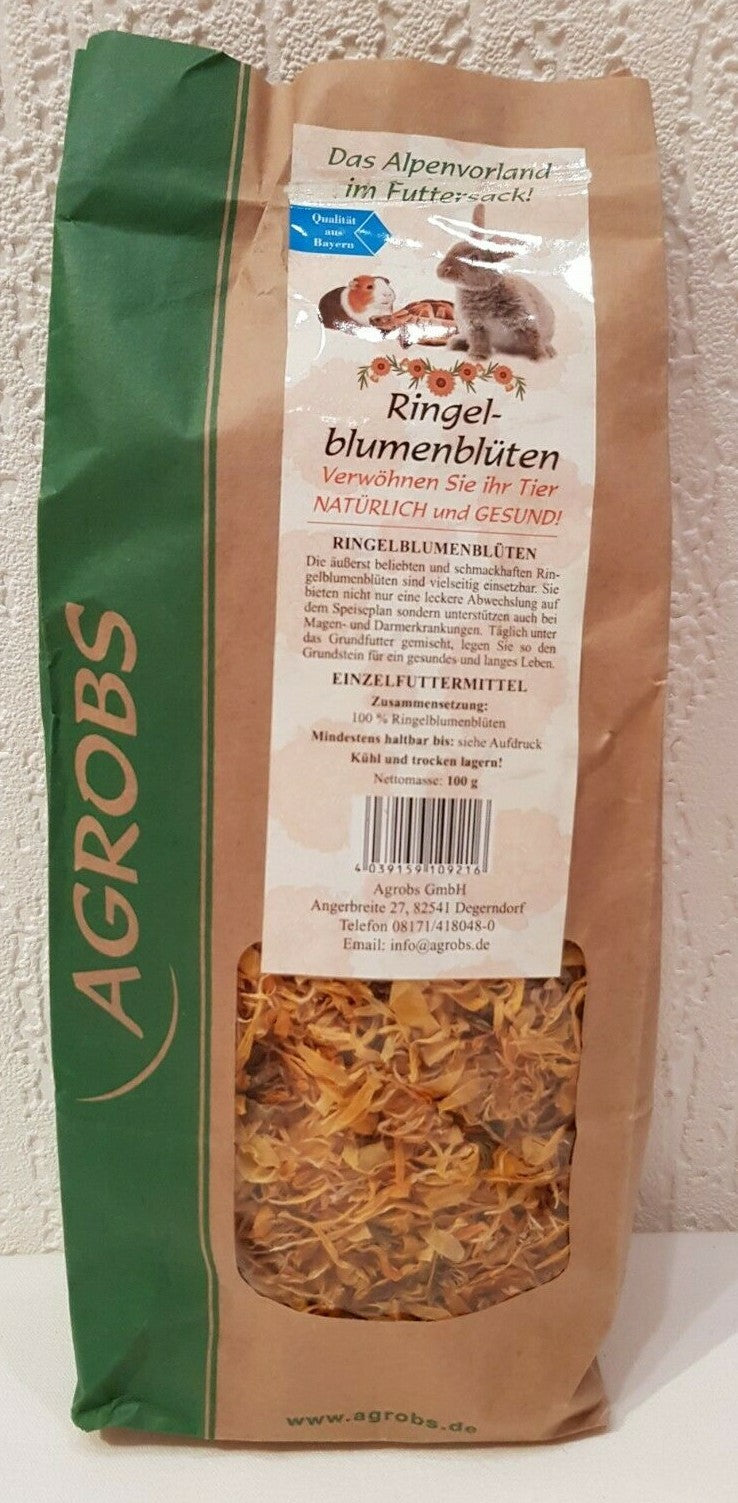 Das Alpenvorland
im Futtersack!
Qualität
aus
Bayern
Ringel-
blumenblüten
Verwöhnen Sie ihr Tier
NATÜRLICH und GESUND!
RINGELBLUMENBLÜTEN
Die äußerst beliebten und schmackhaften Rin-
gelblumenblüten sind vielseitig einsetzbar. Sie
bieten nicht nur eine leckere Abwechslung auf
dem Speiseplan sondern unterstützen auch bei
Magen- und Darmerkrankungen. Täglich unter
das Grundfutter gemischt, legen Sie so den
Grundstein für ein gesundes und langes Leben.
EINZELFUTTERMITTEL
Zusammensetzung:
100 % Ringelblumenblüten
Mindestens haltbar bis: siehe Aufdruck
Kühl und trocken lagern!
Nettomasse: 100 g
4 039159 109216
Agrobs GmbH
Angerbreite 27, 82541 Degerndorf
Telefon 08171/418048-0
Email: info@agrobs.de
AGROBS
www.agrobs.de